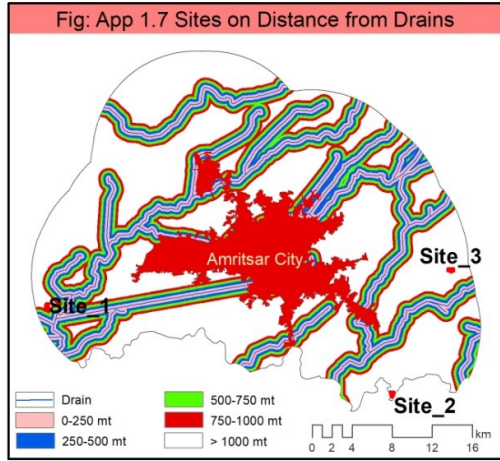 Fig: App 1.7 Sites on Distance from Drains
Amritsar City
Site_3
Site_1
Site_2
Drain
0-250 mt
250-500 mt
500-750 mt
750-1000 mt
> 1000 mt
km
0 2 4 8 12 16